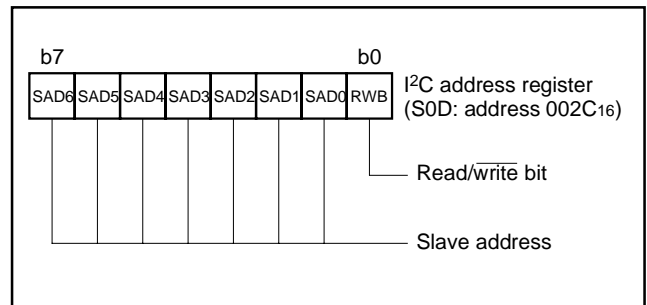 b7 b0
SAD6 SAD5 SAD4 SAD3 SAD2 SAD1 SAD0 RWB
I²C address register
(S0D: address 002C₁₆)
Read/w̅r̅i̅t̅e̅ bit
Slave address